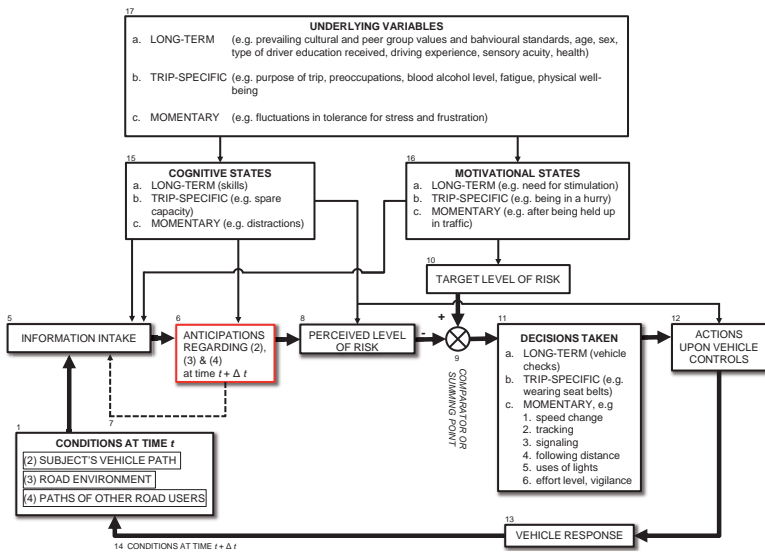 17
UNDERLYING VARIABLES
a. LONG-TERM (e.g. prevailing cultural and peer group values and bahvioural standards, age, sex,
type of driver education received, driving experience, sensory acuity, health)
b. TRIP-SPECIFIC (e.g. purpose of trip, preoccupations, blood alcohol level, fatigue, physical well-
being
c. MOMENTARY (e.g. fluctuations in tolerance for stress and frustration)
15
COGNITIVE STATES
a. LONG-TERM (skills)
b. TRIP-SPECIFIC (e.g. spare
capacity)
c. MOMENTARY (e.g. distractions)
16
MOTIVATIONAL STATES
a. LONG-TERM (e.g. need for stimulation)
b. TRIP-SPECIFIC (e.g. being in a hurry)
c. MOMENTARY (e.g. after being held up
in traffic)
10
TARGET LEVEL OF RISK
5
INFORMATION INTAKE
6
ANTICIPATIONS
REGARDING (2),
(3) & (4)
at time t + Δ t
7
8
PERCEIVED LEVEL
OF RISK
+
-
9
COMPARATOR OR
SUMMING POINT
11
DECISIONS TAKEN
a. LONG-TERM (vehicle
checks)
b. TRIP-SPECIFIC (e.g.
wearing seat belts)
c. MOMENTARY, e.g
1. speed change
2. tracking
3. signaling
4. following distance
5. uses of lights
6. effort level, vigilance
12
ACTIONS
UPON VEHICLE
CONTROLS
1
CONDITIONS AT TIME t
(2) SUBJECT'S VEHICLE PATH
(3) ROAD ENVIRONMENT
(4) PATHS OF OTHER ROAD USERS
13
VEHICLE RESPONSE
14 CONDITIONS AT TIME t + Δ t